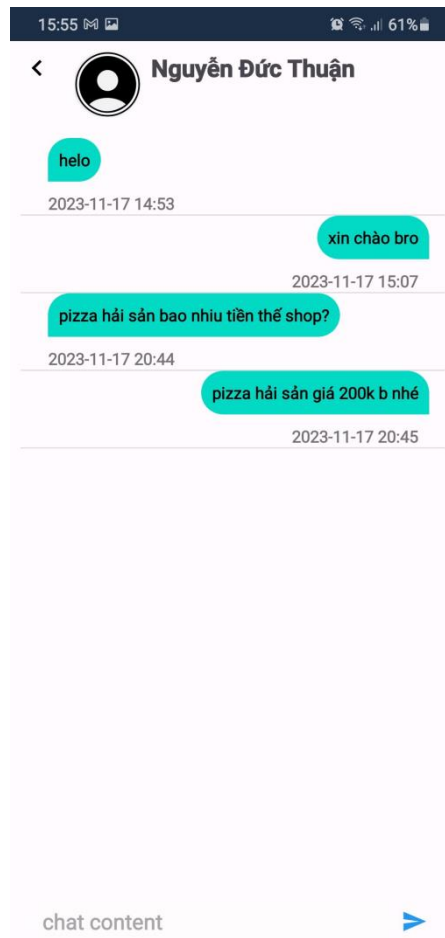 15:55 61%
Nguyễn Đức Thuận
helo
2023-11-17 14:53
xin chào bro
2023-11-17 15:07
pizza hải sản bao nhiu tiền thế shop?
2023-11-17 20:44
pizza hải sản giá 200k b nhé
2023-11-17 20:45
chat content